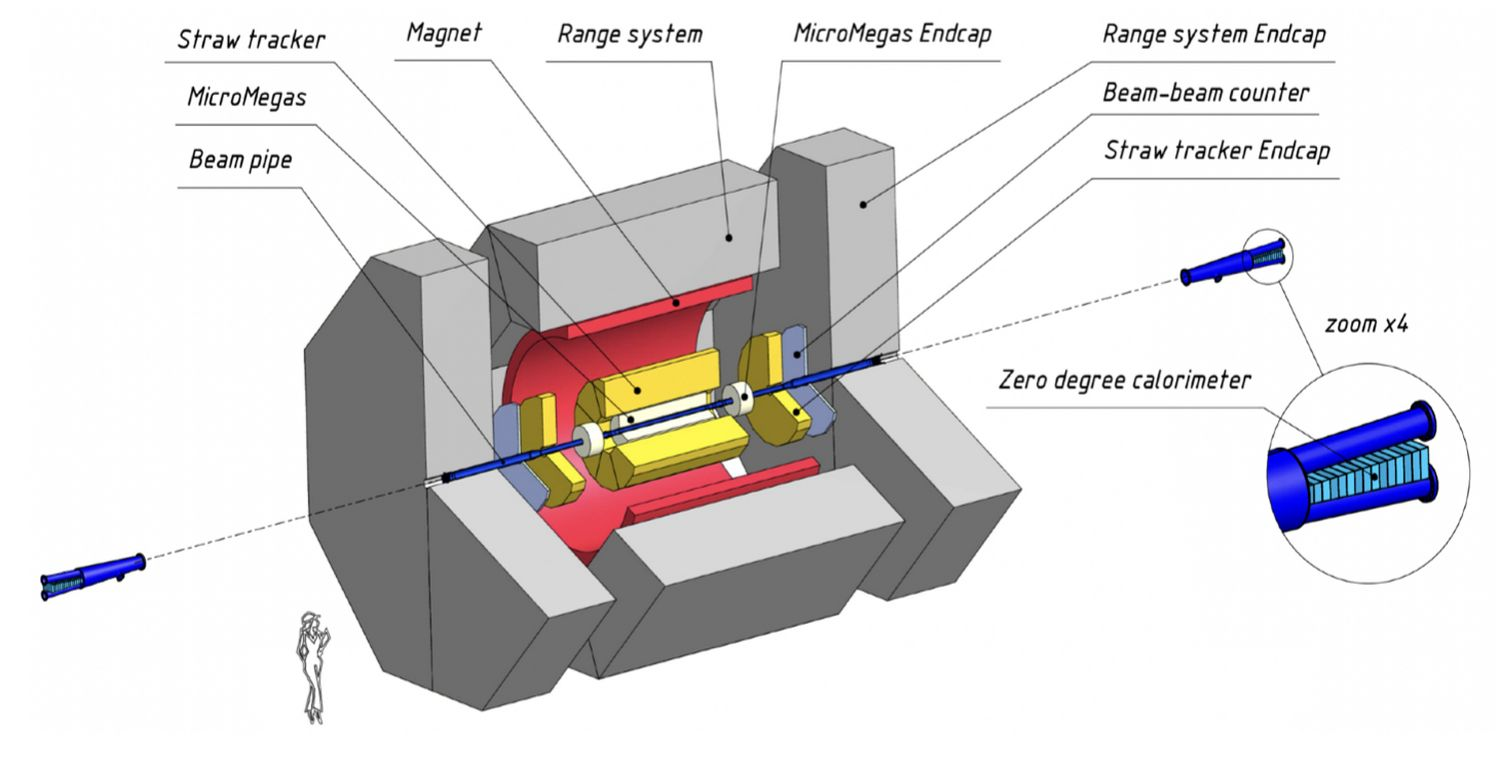 Straw tracker
Magnet
Range system
MicroMegas Endcap
Range system Endcap
MicroMegas
Beam-beam counter
Beam pipe
Straw tracker Endcap
zoom x4
Zero degree calorimeter